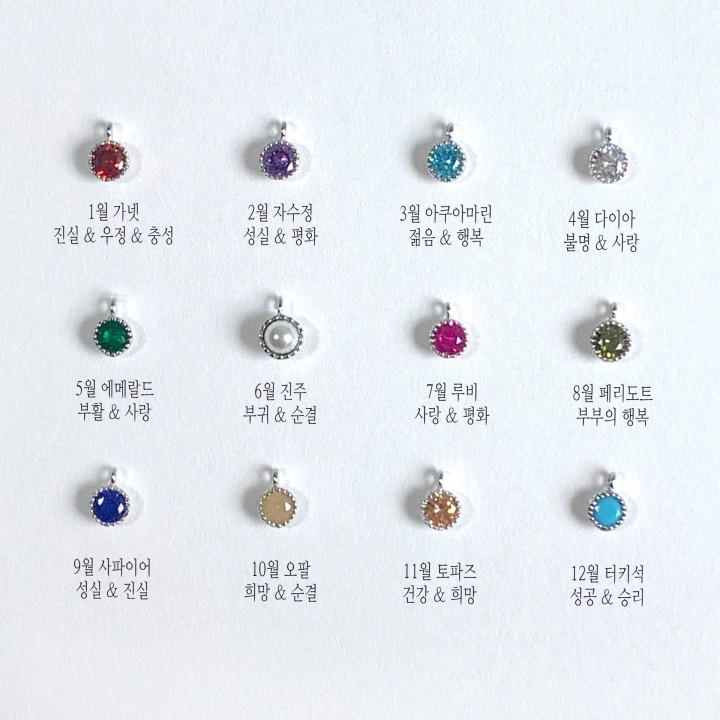 1월 가넷
진실 & 우정 & 충성
2월 자수정
성실 & 평화
3월 아쿠아마린
젊음 & 행복
4월 다이아
불명 & 사랑
5월 에메랄드
부활 & 사랑
6월 진주
부귀 & 순결
7월 루비
사랑 & 평화
8월 페리도트
부부의 행복
9월 사파이어
성실 & 진실
10월 오팔
희망 & 순결
11월 토파즈
건강 & 희망
12월 터키석
성공 & 승리